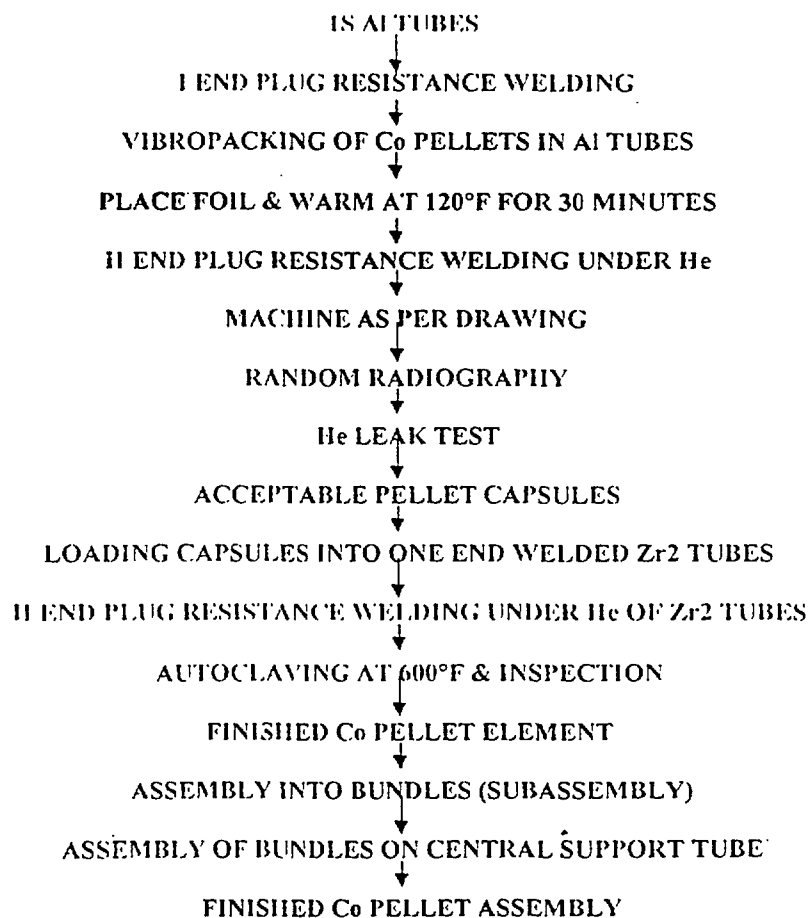 1S Al TUBES
I END PLUG RESISTANCE WELDING
VIBROPACKING OF Co PELLETS IN Al TUBES
PLACE FOIL & WARM AT 120°F FOR 30 MINUTES
II END PLUG RESISTANCE WELDING UNDER He
MACHINE AS PER DRAWING
RANDOM RADIOGRAPHY
He LEAK TEST
ACCEPTABLE PELLET CAPSULES
LOADING CAPSULES INTO ONE END WELDED Zr2 TUBES
II END PLUG RESISTANCE WELDING UNDER He OF Zr2 TUBES
AUTOCLAVING AT 600°F & INSPECTION
FINISHED Co PELLET ELEMENT
ASSEMBLY INTO BUNDLES (SUBASSEMBLY)
ASSEMBLY OF BUNDLES ON CENTRAL SUPPORT TUBE
FINISHED Co PELLET ASSEMBLY